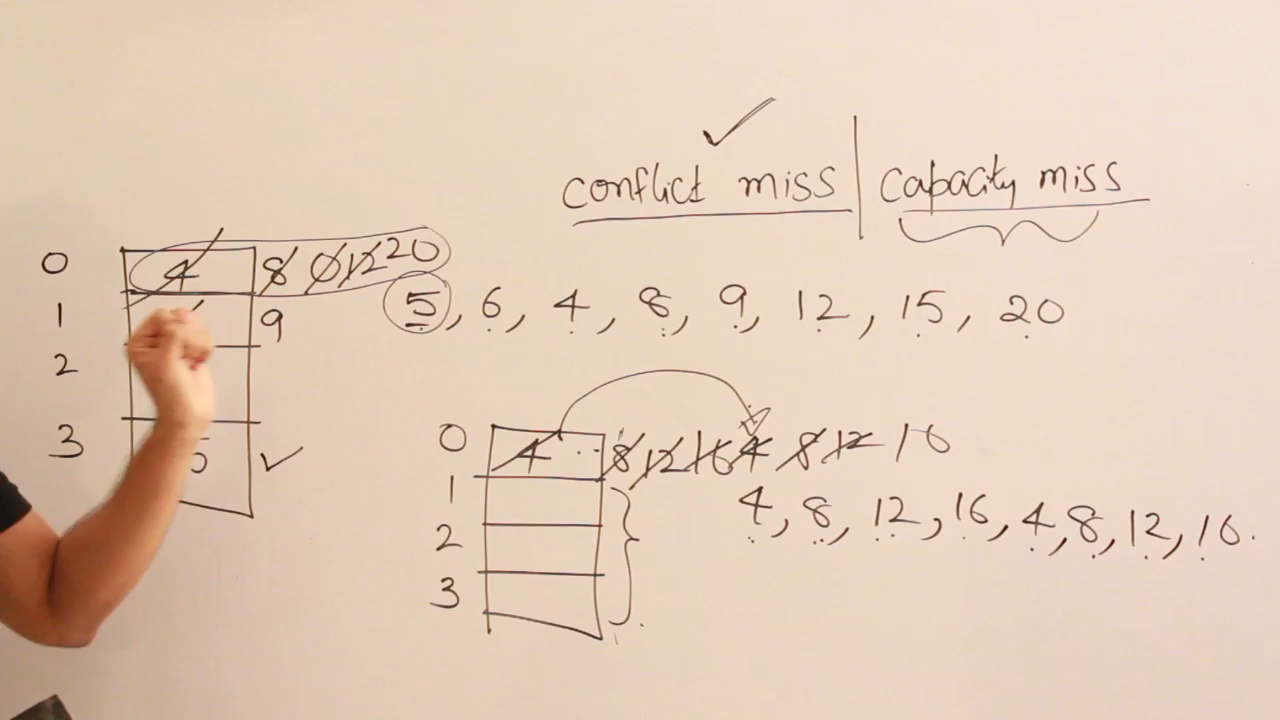 conflict miss | capacity miss
0 4 8 0 12 20
1 9
2
3 5 ✓
5, 6, 4, 8, 9, 12, 15, 20
0 4 8 12 16 4 8 12 16
1
2
3
4, 8, 12, 16, 4, 8, 12, 16.